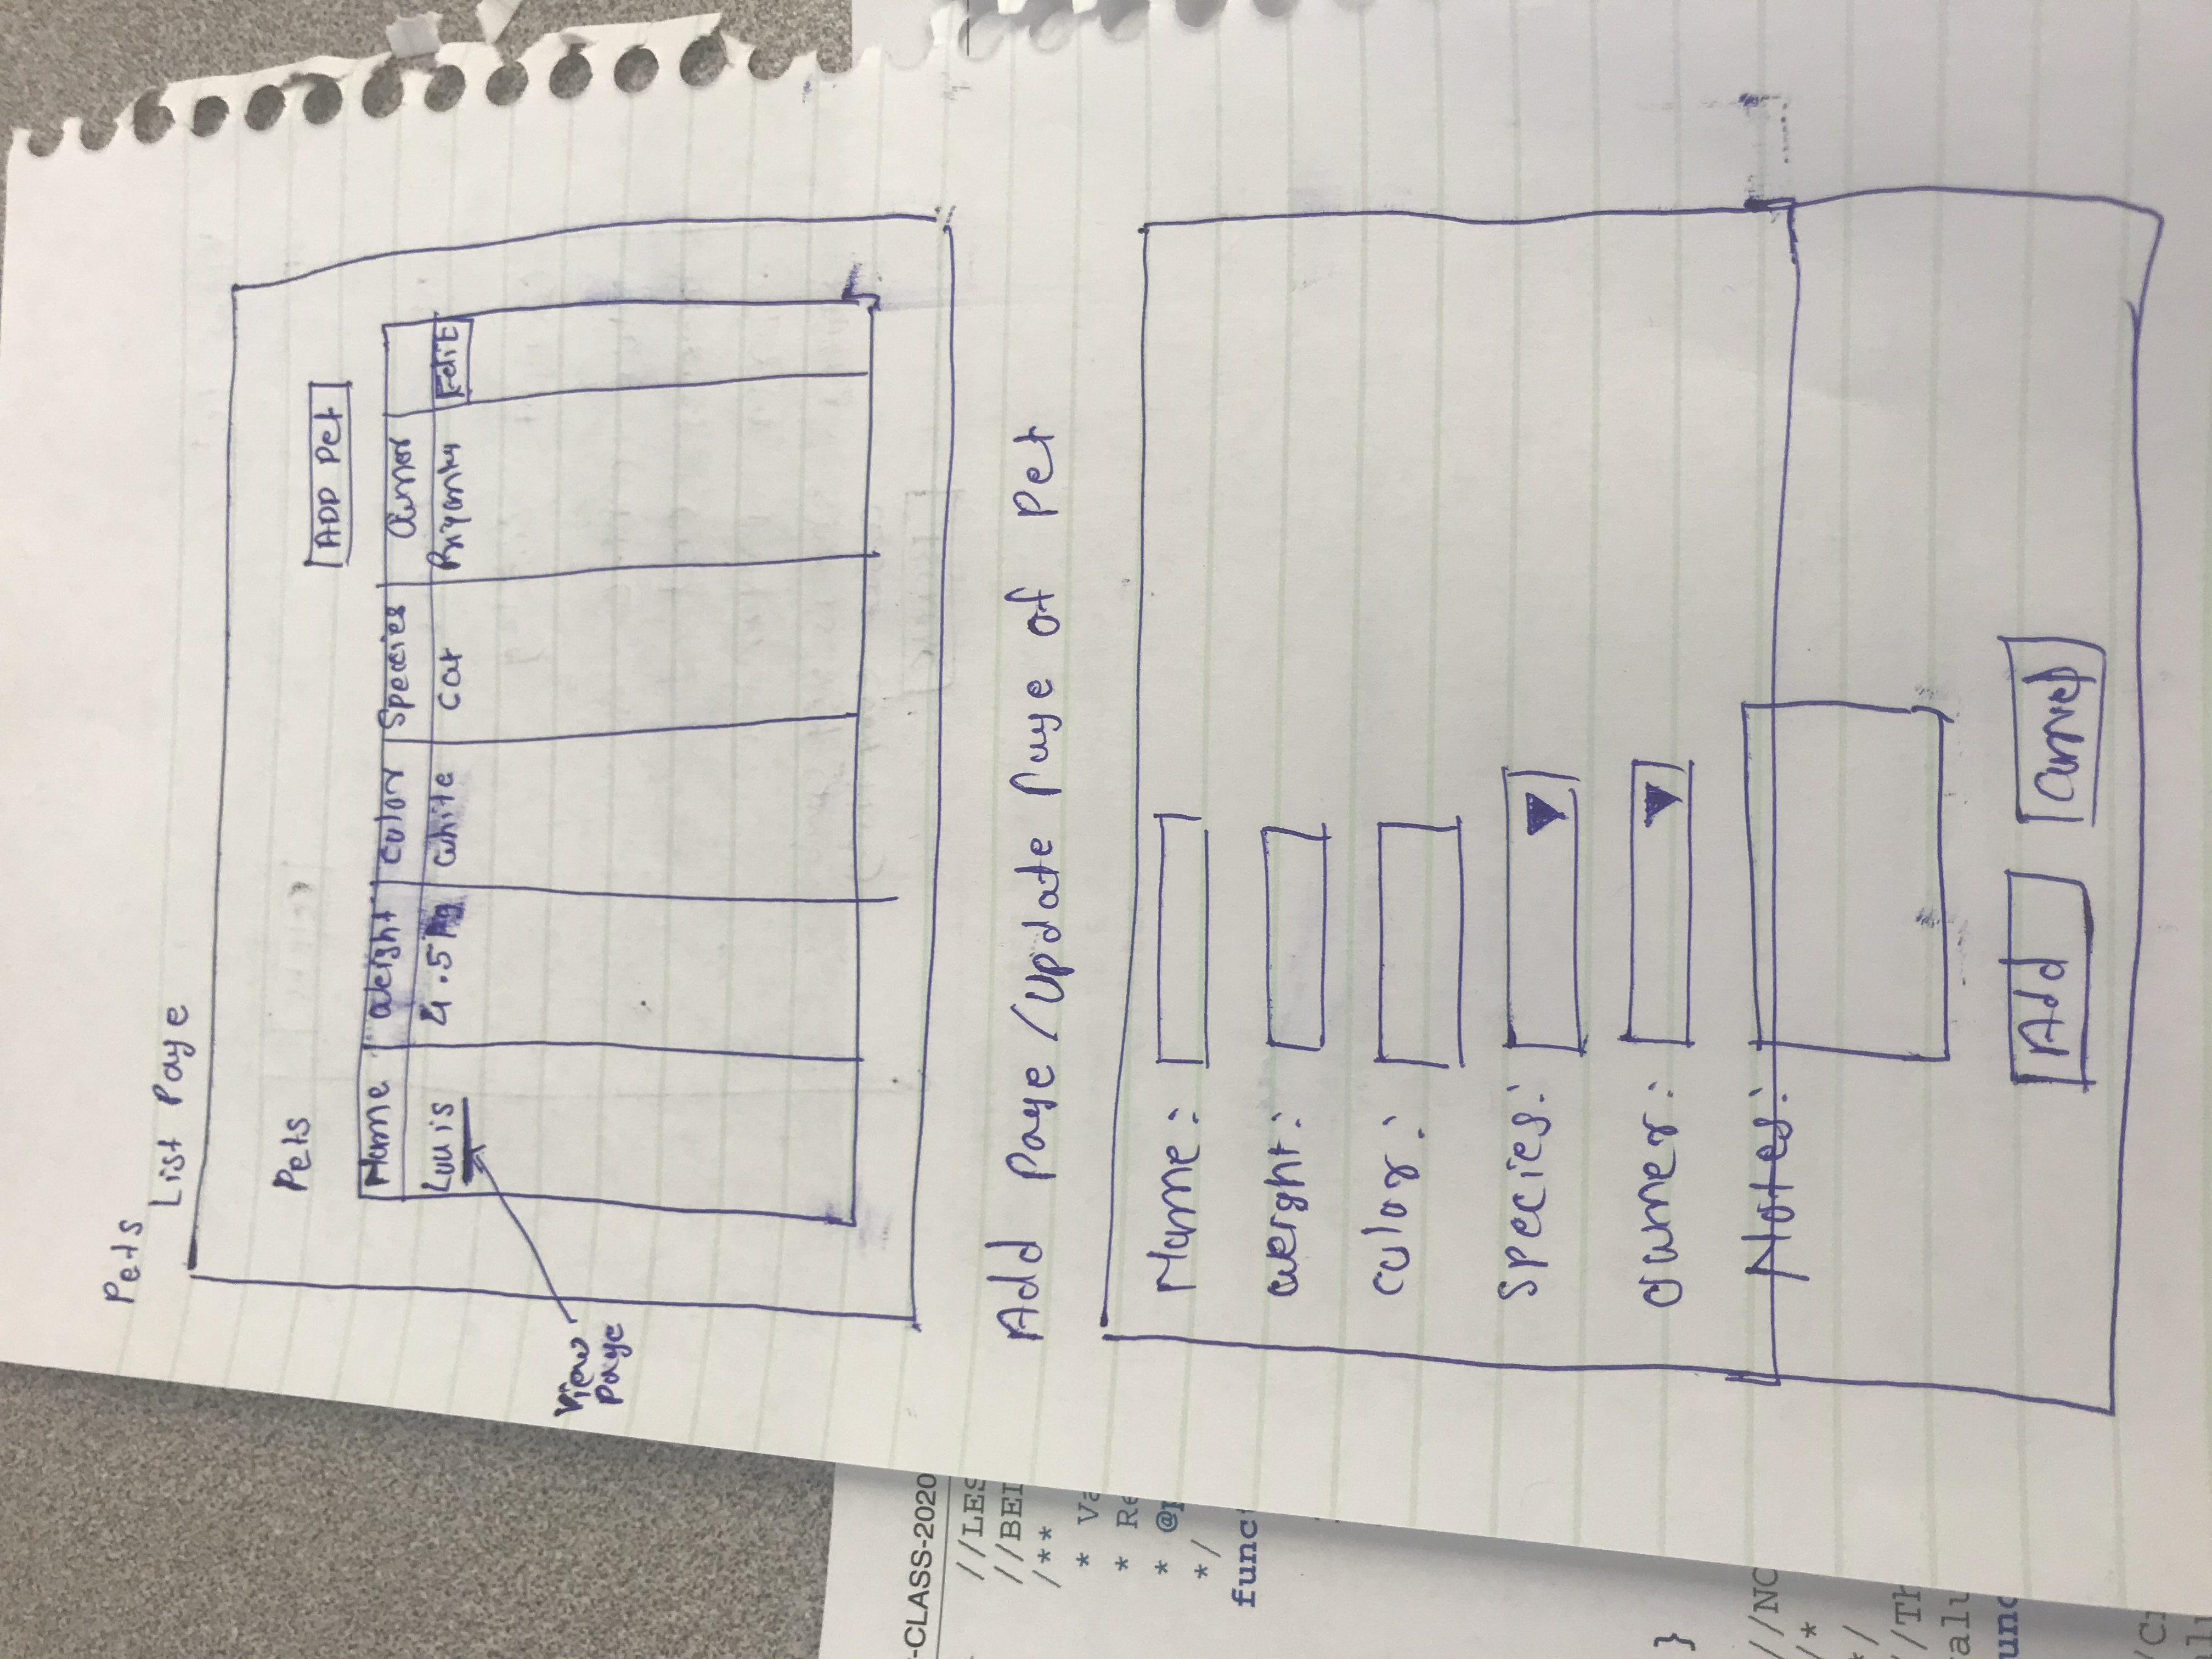 Pets
List Page
Pets
ADD Pet
Name Weight Color Species Owner
Louis 4.5 kg White Cat Priyanka Edit
View
Page
Add Page / Update Page of Pet
Name:
Weight:
Color:
Species:
Owner:
Notes:
Add Cancel
-CLASS-2020
//LES
//BEI
/**
* Va
* Re
* @p
*/
func
}
//NO
/*
*/
//Th
valu
func